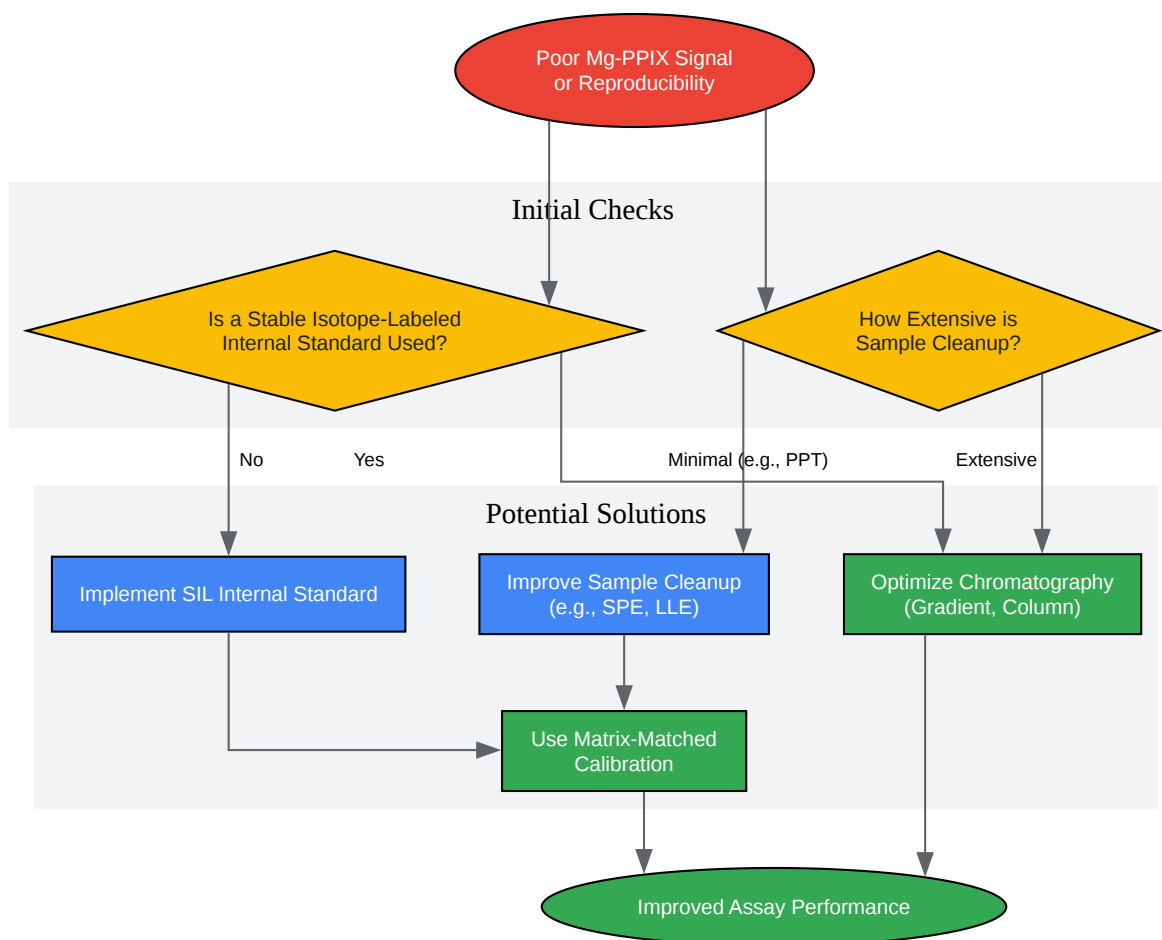 Poor Mg-PPIX Signal
or Reproducibility
Initial Checks
Is a Stable Isotope-Labeled
Internal Standard Used?
How Extensive is
Sample Cleanup?
No
Yes
Minimal (e.g., PPT)
Extensive
Potential Solutions
Implement SIL Internal Standard
Improve Sample Cleanup
(e.g., SPE, LLE)
Optimize Chromatography
(Gradient, Column)
Use Matrix-Matched
Calibration
Improved Assay Performance